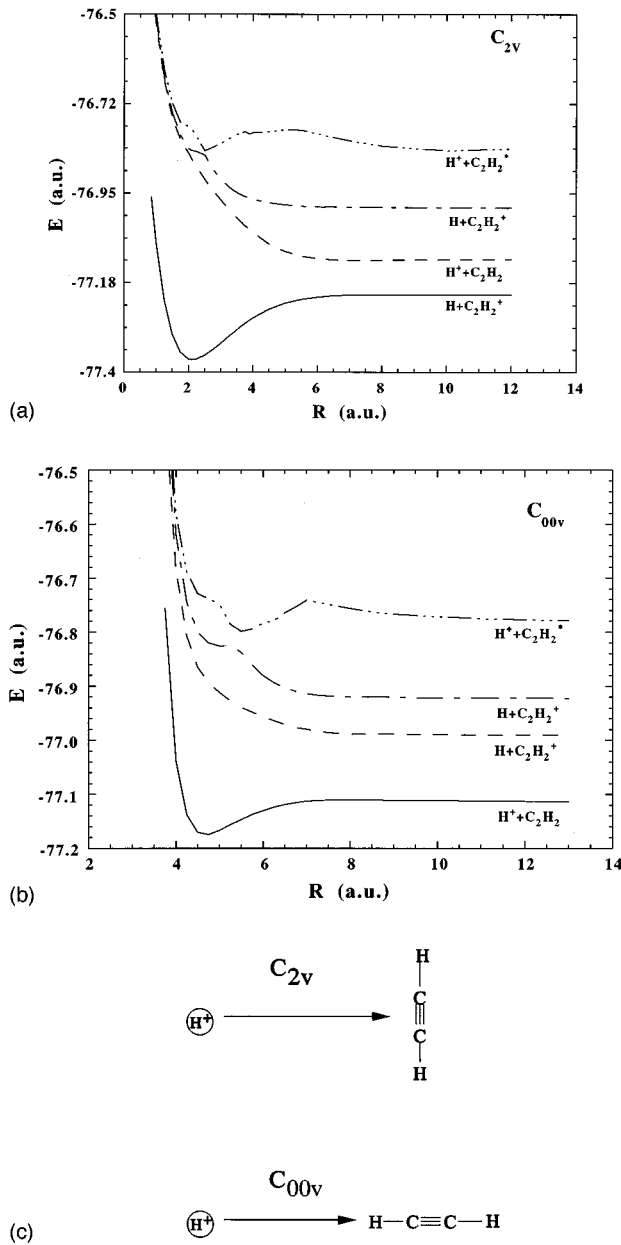 -76.5
C2v
-76.72
H⁺+C₂H₂*
E (a.u.)
-76.95
H+C₂H₂⁺
H⁺+C₂H₂
-77.18
H+C₂H₂⁺
-77.4
0 2 4 6 8 10 12 14
(a)
R (a.u.)
-76.5
C00v
-76.6
-76.7
H⁺+C₂H₂*
-76.8
E (a.u.)
-76.9
H+C₂H₂⁺
-77.0
H+C₂H₂⁺
-77.1
H⁺+C₂H₂
-77.2
2 4 6 8 10 12 14
(b)
R (a.u.)
H
C2v
C
H⁺
C
H
C00v
(c)
H⁺
H–C≡C–H